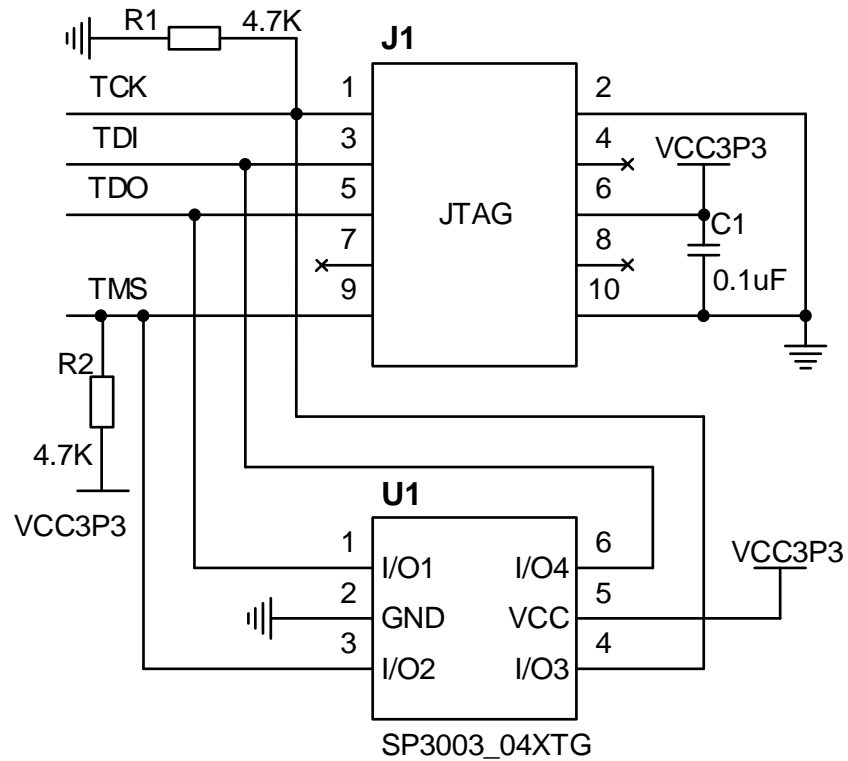 R1 4.7K
J1
TCK 1 2
TDI 3 4 VCC3P3
TDO 5 6
JTAG
C1
7 8
0.1uF
TMS 9 10
R2
4.7K
VCC3P3
U1
1 I/O1 I/O4 6
VCC3P3
2 GND VCC 5
3 I/O2 I/O3 4
SP3003_04XTG